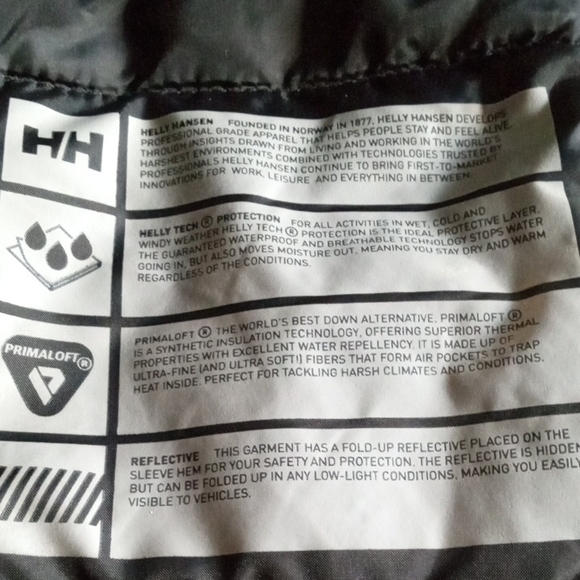 HH
HELLY HANSEN FOUNDED IN NORWAY IN 1877, HELLY HANSEN DEVELOPS
PROFESSIONAL GRADE APPAREL THAT HELPS PEOPLE STAY AND FEEL ALIVE.
THROUGH INSIGHTS DRAWN FROM LIVING AND WORKING IN THE WORLD'S
HARSHEST ENVIRONMENTS COMBINED WITH TECHNOLOGIES TRUSTED BY
PROFESSIONALS HELLY HANSEN CONTINUE TO BRING FIRST-TO-MARKET
INNOVATIONS FOR WORK, LEISURE AND EVERYTHING IN BETWEEN.
HELLY TECH ® PROTECTION FOR ALL ACTIVITIES IN WET, COLD AND
WINDY WEATHER HELLY TECH ® PROTECTION IS THE IDEAL PROTECTIVE LAYER.
THE GUARANTEED WATERPROOF AND BREATHABLE TECHNOLOGY STOPS WATER
GOING IN, BUT ALSO MOVES MOISTURE OUT, MEANING YOU STAY DRY AND WARM
REGARDLESS OF THE CONDITIONS.
PRIMALOFT®
PRIMALOFT ® THE WORLD'S BEST DOWN ALTERNATIVE. PRIMALOFT ®
IS A SYNTHETIC INSULATION TECHNOLOGY, OFFERING SUPERIOR THERMAL
PROPERTIES WITH EXCELLENT WATER REPELLENCY. IT IS MADE UP OF
ULTRA-FINE (AND ULTRA SOFT!) FIBERS THAT FORM AIR POCKETS TO TRAP
HEAT INSIDE. PERFECT FOR TACKLING HARSH CLIMATES AND CONDITIONS.
REFLECTIVE THIS GARMENT HAS A FOLD-UP REFLECTIVE PLACED ON THE
SLEEVE HEM FOR YOUR SAFETY AND PROTECTION. THE REFLECTIVE IS HIDDEN
BUT CAN BE FOLDED UP IN ANY LOW-LIGHT CONDITIONS, MAKING YOU EASILY
VISIBLE TO VEHICLES.